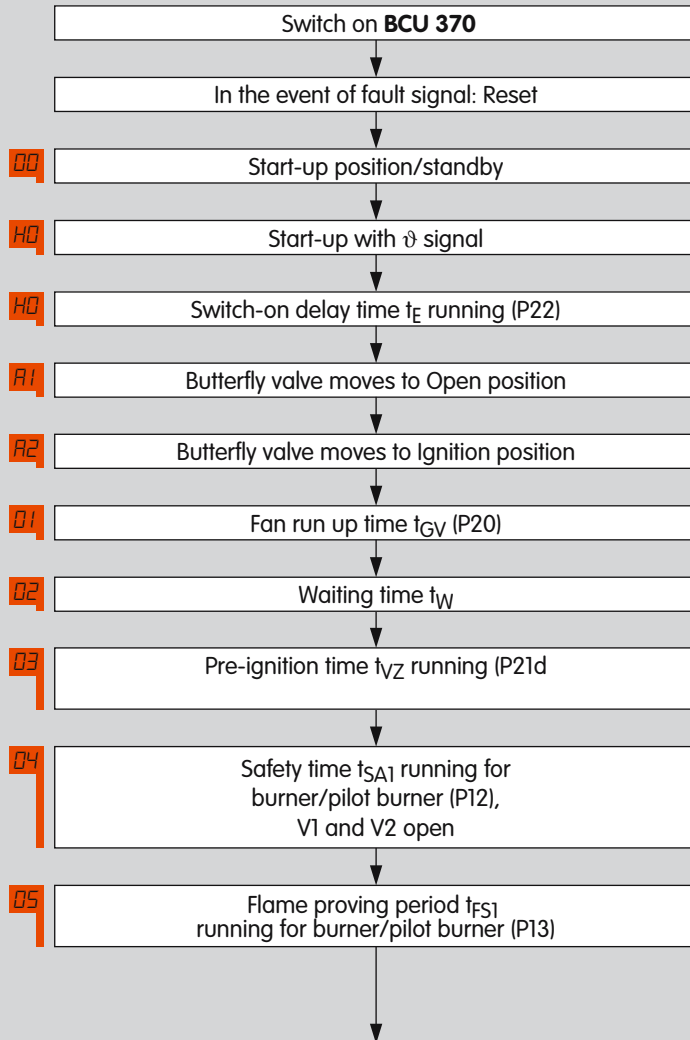 Switch on BCU 370
In the event of fault signal: Reset
00
Start-up position/standby
H0
Start-up with ϑ signal
H0
Switch-on delay time tE running (P22)
A1
Butterfly valve moves to Open position
A2
Butterfly valve moves to Ignition position
01
Fan run up time tGV (P20)
02
Waiting time tW
03
Pre-ignition time tVZ running (P21d
04
Safety time tSA1 running for
burner/pilot burner (P12),
V1 and V2 open
05
Flame proving period tFS1
running for burner/pilot burner (P13)